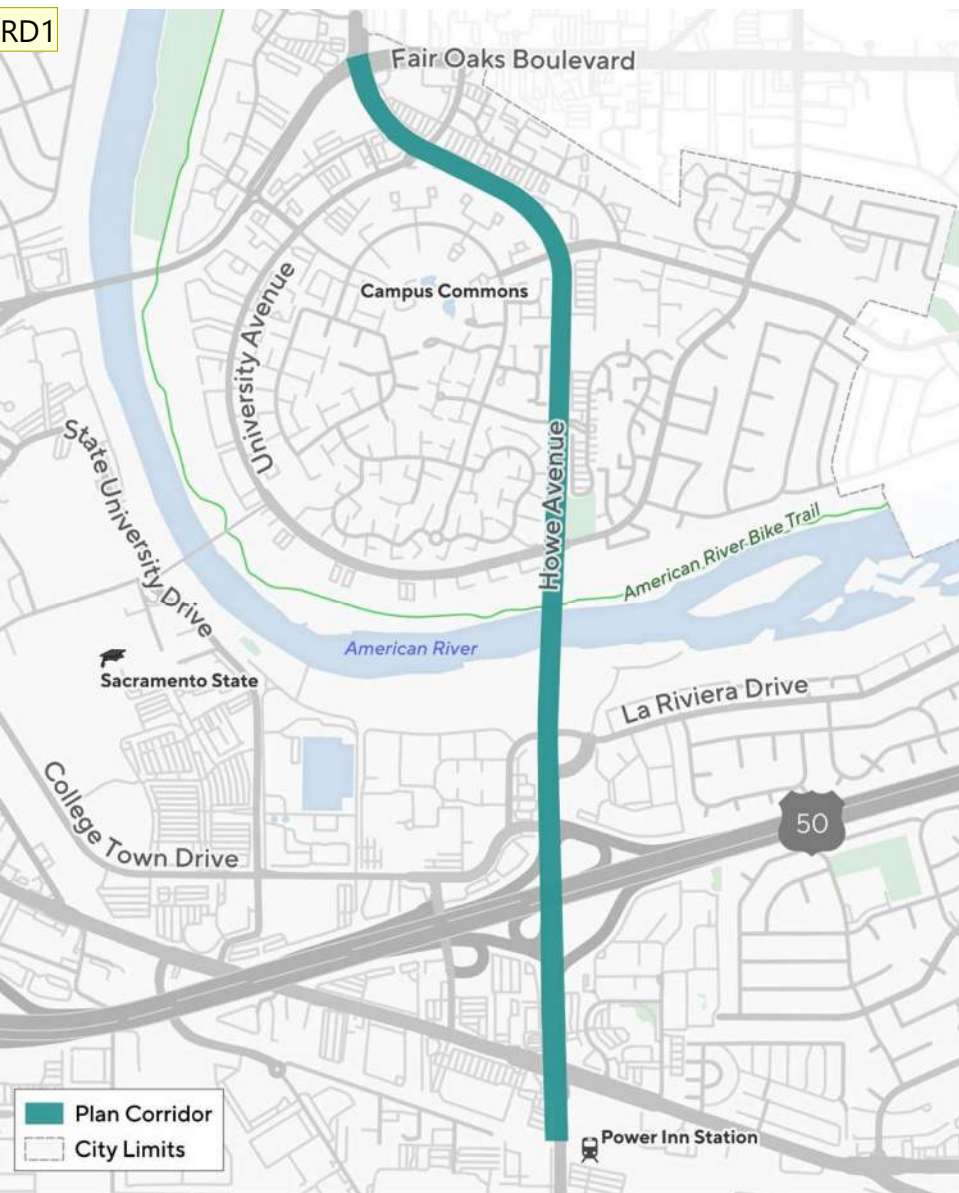 RD1
Fair Oaks Boulevard
University Avenue
Campus Commons
State University Drive
Howe Avenue
American River Bike Trail
American River
Sacramento State
La Riviera Drive
College Town Drive
50
Plan Corridor
City Limits
Power Inn Station